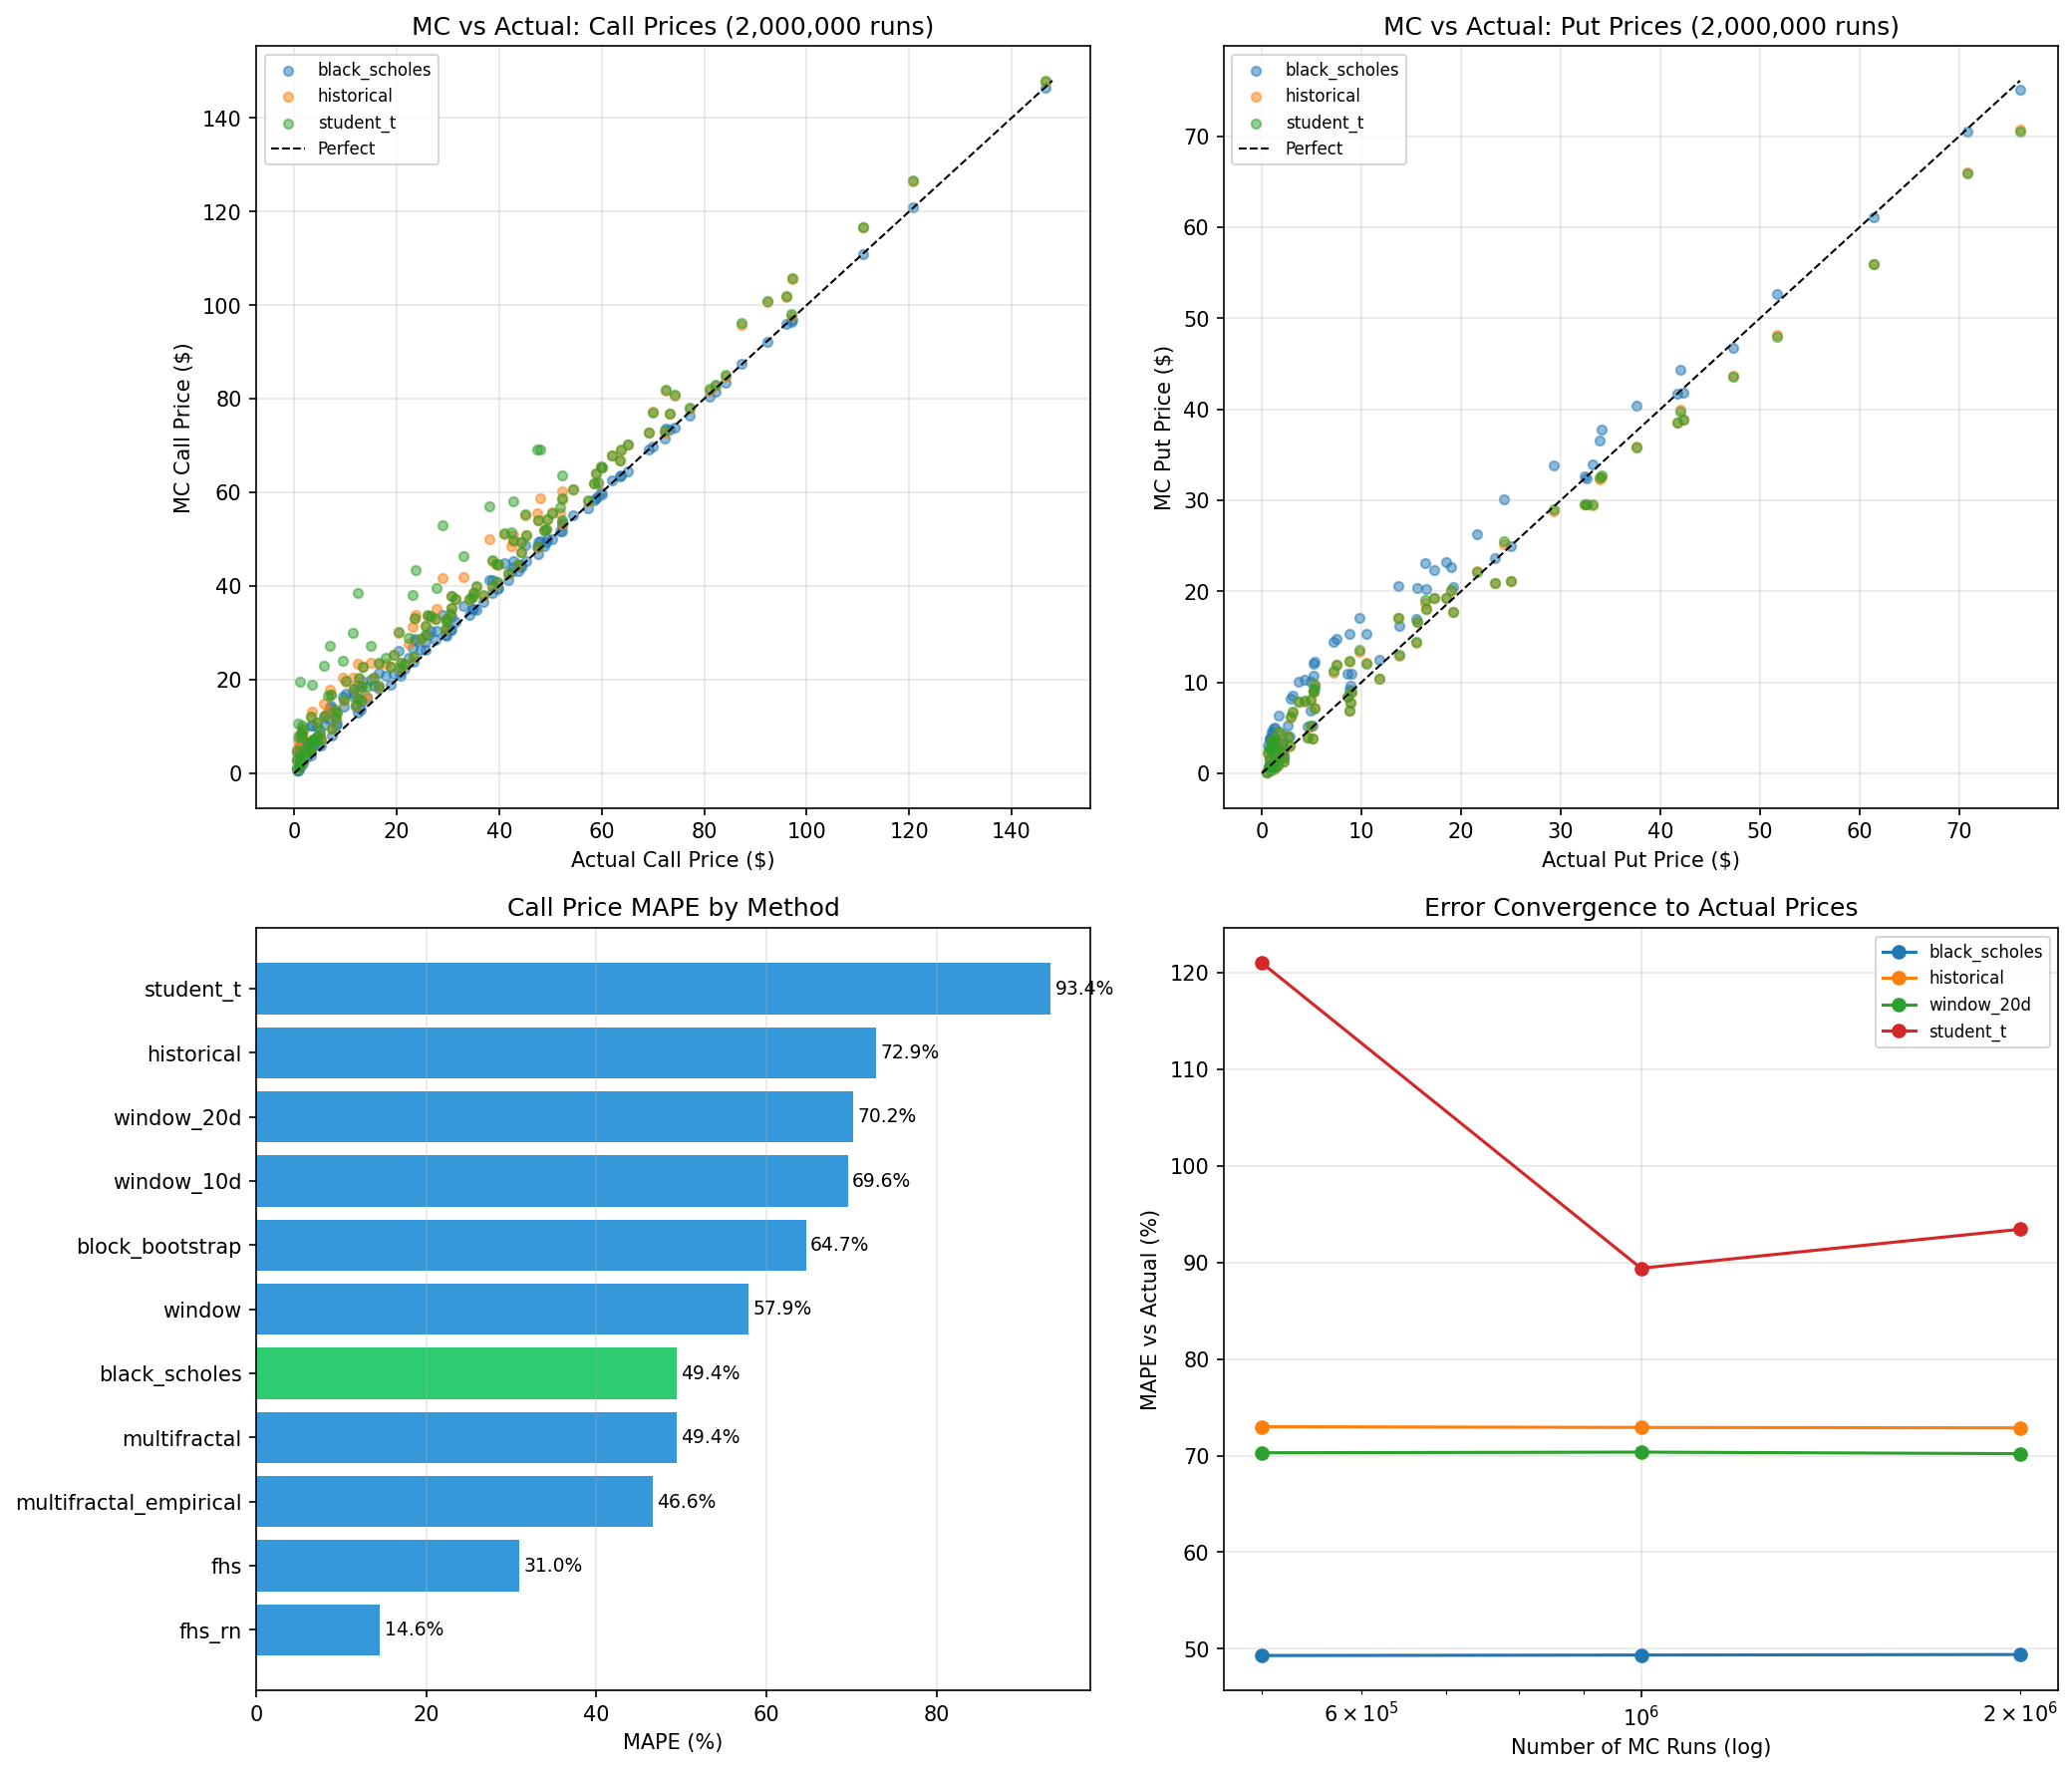 MC vs Actual: Call Prices (2,000,000 runs)
black_scholes
historical
student_t
Perfect
140
120
100
80
60
40
20
0
0 20 40 60 80 100 120 140
MC Call Price ($)
Actual Call Price ($)
MC vs Actual: Put Prices (2,000,000 runs)
black_scholes
historical
student_t
Perfect
70
60
50
40
30
20
10
0
0 10 20 30 40 50 60 70
MC Put Price ($)
Actual Put Price ($)
Call Price MAPE by Method
student_t 93.4%
historical 72.9%
window_20d 70.2%
window_10d 69.6%
block_bootstrap 64.7%
window 57.9%
black_scholes 49.4%
multifractal 49.4%
multifractal_empirical 46.6%
fhs 31.0%
fhs_rn 14.6%
0 20 40 60 80
MAPE (%)
Error Convergence to Actual Prices
black_scholes
historical
window_20d
student_t
120
110
100
90
80
70
60
50
MAPE vs Actual (%)
6 × 10⁵ 10⁶ 2 × 10⁶
Number of MC Runs (log)